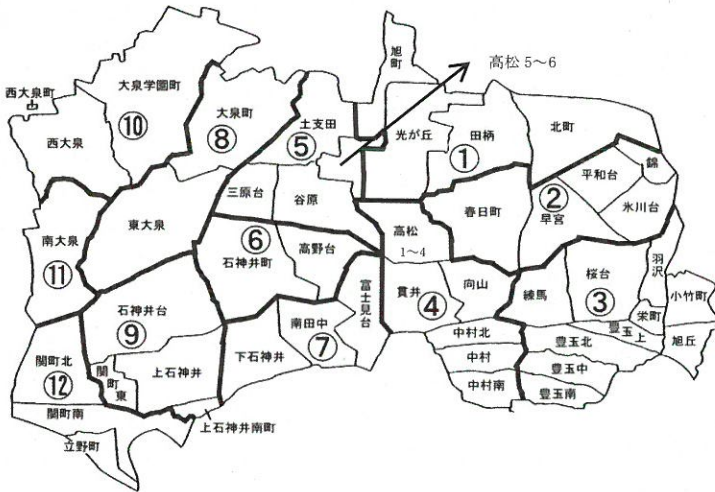 旭町
高松 5～6
大泉学園町
西大泉町
大泉町
⑩
⑧
土支田
⑤
光が丘
田柄
①
北町
西大泉
錦
平和台
②
早宮
氷川台
三原台
谷原
東大泉
春日町
南大泉
⑪
⑥
石神井町
高野台
高松
1～4
羽沢
富士見台
貫井
④
向山
練馬
桜台
③
小竹町
石神井台
⑨
南田中
⑦
栄町
豊玉上
豊玉北
旭丘
中村北
関町北
⑫
関町東
上石神井
下石神井
中村
豊玉中
中村南
豊玉南
関町南
上石神井南町
立野町